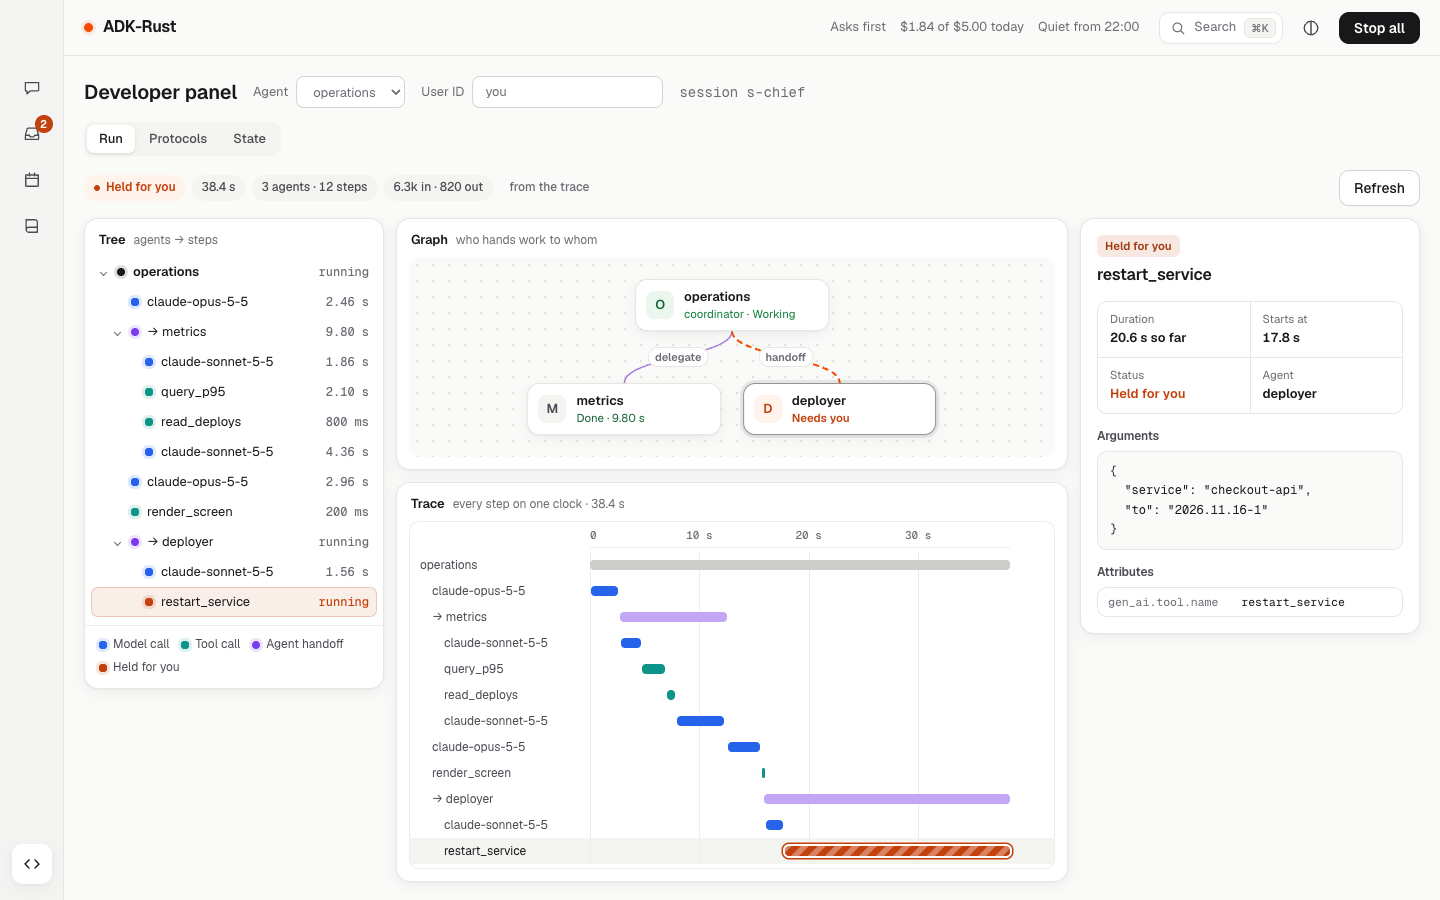 ADK-Rust
Asks first $1.84 of $5.00 today Quiet from 22:00 Search ⌘K Stop all
2
Developer panel Agent operations User ID you session s-chief
Run Protocols State
Held for you 38.4 s 3 agents · 12 steps 6.3k in · 820 out from the trace Refresh
Tree agents → steps
operations running
claude-opus-5-5 2.46 s
→ metrics 9.80 s
claude-sonnet-5-5 1.86 s
query_p95 2.10 s
read_deploys 800 ms
claude-sonnet-5-5 4.36 s
claude-opus-5-5 2.96 s
render_screen 200 ms
→ deployer running
claude-sonnet-5-5 1.56 s
restart_service running
Model call Tool call Agent handoff
Held for you
Graph who hands work to whom
O operations
coordinator · Working
delegate handoff
M metrics
Done · 9.80 s
D deployer
Needs you
Trace every step on one clock · 38.4 s
0 10 s 20 s 30 s
operations
claude-opus-5-5
→ metrics
claude-sonnet-5-5
query_p95
read_deploys
claude-sonnet-5-5
claude-opus-5-5
render_screen
→ deployer
claude-sonnet-5-5
restart_service
Held for you
restart_service
Duration Starts at
20.6 s so far 17.8 s
Status Agent
Held for you deployer
Arguments
{
"service": "checkout-api",
"to": "2026.11.16-1"
}
Attributes
gen_ai.tool.name restart_service